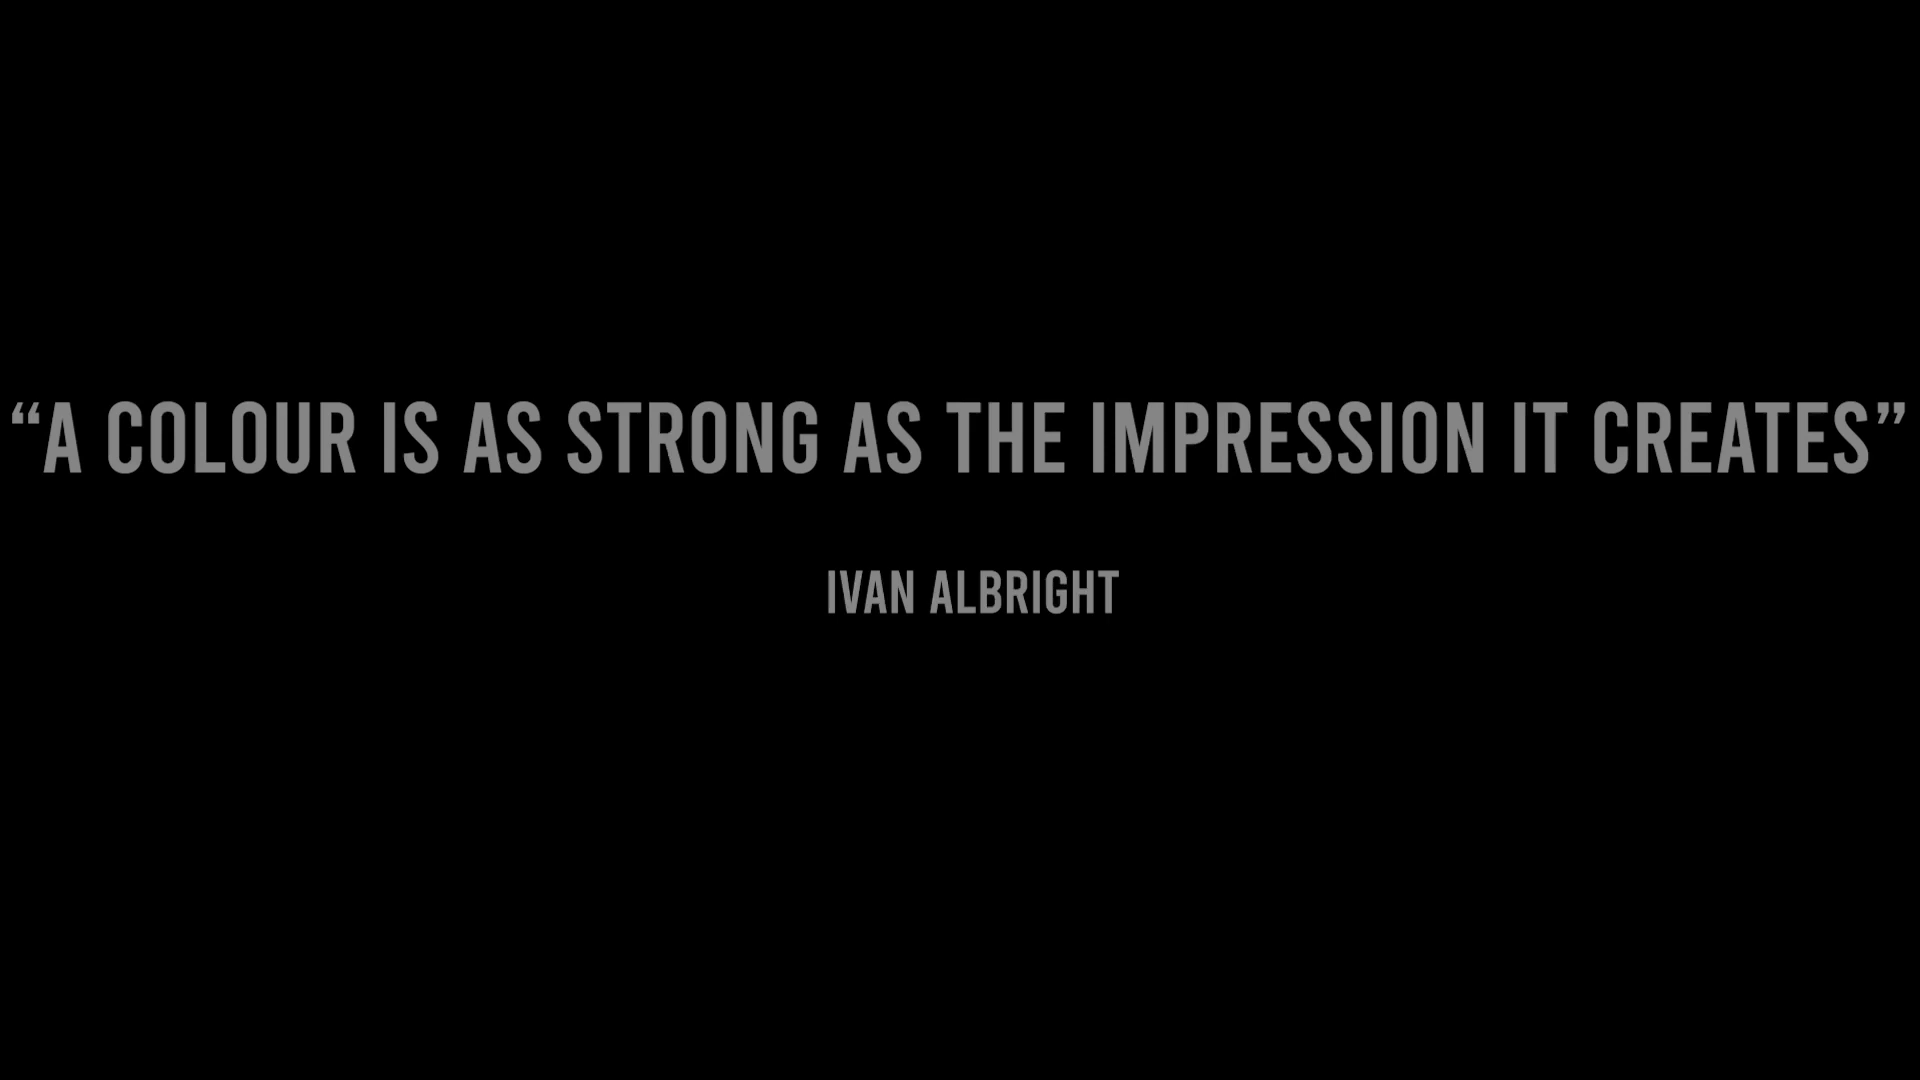 “A COLOUR IS AS STRONG AS THE IMPRESSION IT CREATES”
IVAN ALBRIGHT